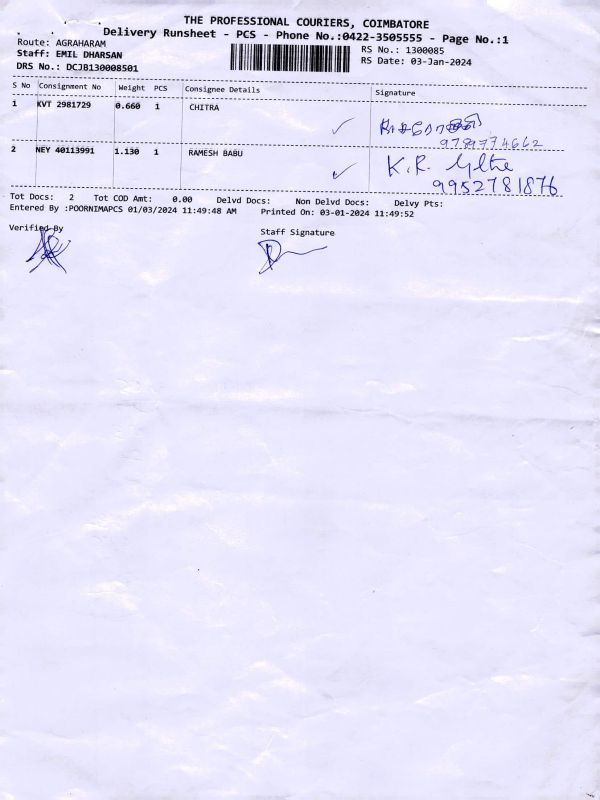 THE PROFESSIONAL COURIERS, COIMBATORE
Delivery Runsheet - PCS - Phone No.:0422-3505555 - Page No.:1
Route: AGRAHARAM
RS No.: 1300085
Staff: EMIL DHARSAN
RS Date: 03-Jan-2024
DRS No.: DCJB130008501
S No Consignment No Weight PCS Consignee Details Signature
1 KVT 2981729 0.660 1 CHITRA
2 NEY 40113991 1.130 1 RAMESH BABU K.R.
9952781876
Tot Docs: 2 Tot COD Amt: 0.00 Delvd Docs: Non Delvd Docs: Delvy Pts:
Entered By :POORNIMAPCS 01/03/2024 11:49:48 AM Printed On: 03-01-2024 11:49:52
Verified By
Staff Signature